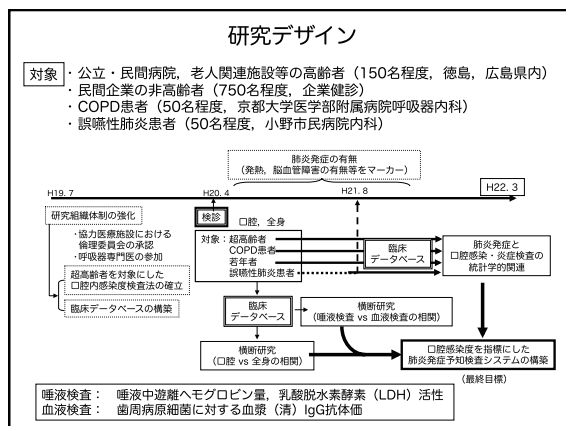 研究デザイン
対象
・公立・民間病院，老人関連施設等の高齢者（150名程度，徳島，広島県内）
・民間企業の非高齢者（750名程度，企業健診）
・COPD患者（50名程度，京都大学医学部附属病院呼吸器内科）
・誤嚥性肺炎患者（50名程度，小野市民病院内科）
肺炎発症の有無
（発熱，脳血管障害の有無等をマーカー）
H19. 7
H20. 4
H21. 8
H22. 3
研究組織体制の強化
・協力医療施設における
倫理委員会の承認
・呼吸器専門医の参加
超高齢者を対象にした
口腔内感染度検査法の確立
臨床データベースの構築
検診
口腔，全身
対象：超高齢者
COPD患者
若年者
誤嚥性肺炎患者
臨床
データベース
肺炎発症と
口腔感染・炎症検査の
統計学的関連
臨床
データベース
横断研究
（唾液検査 vs 血液検査の相関）
横断研究
（口腔 vs 全身の相関）
口腔感染度を指標にした
肺炎発症予知検査システムの構築
（最終目標）
唾液検査： 唾液中遊離ヘモグロビン量，乳酸脱水素酵素（LDH）活性
血液検査： 歯周病原細菌に対する血漿（清）IgG抗体価